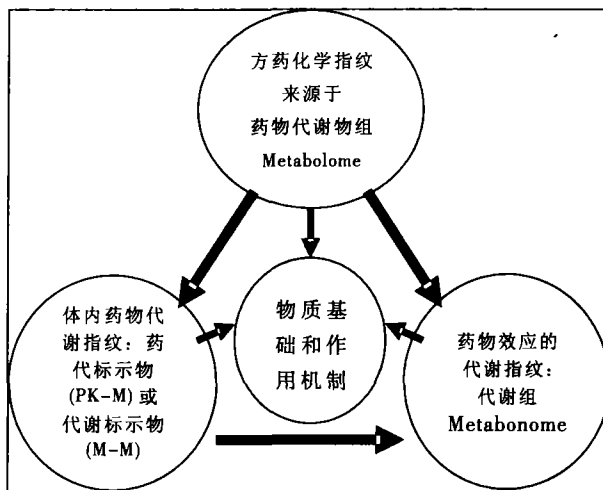 方药化学指纹
来源于
药物代谢物组
Metabolome
物质基
础和作
用机制
体内药物代
谢指纹：药
代标示物
(PK-M)或
代谢标示物
(M-M)
药物效应的
代谢指纹：
代谢组
Metabonome